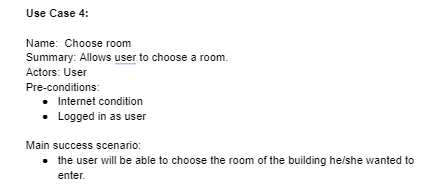 Use Case 4:
Name:  Choose room
Summary: Allows user to choose a room.
Actors: User
Pre-conditions:
• Internet condition
• Logged in as user
Main success scenario:
• the user will be able to choose the room of the building he/she wanted to
enter.